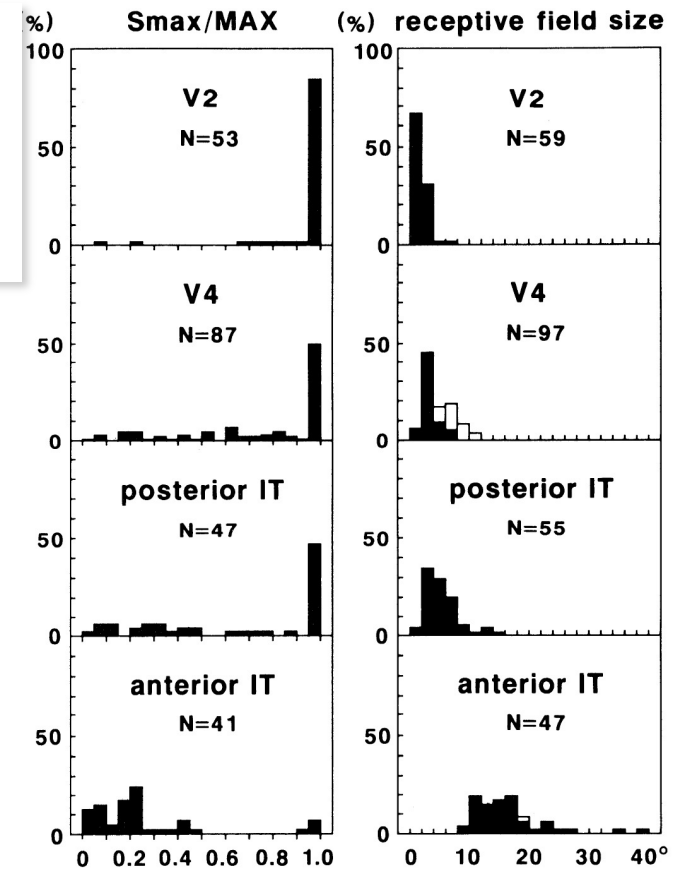 %) Smax/MAX (%) receptive field size
100 100
V2 V2
N=53 N=59
50 50
0 0
V4 V4
N=87 N=97
50 50
0 0
posterior IT posterior IT
N=47 N=55
50 50
0 0
anterior IT anterior IT
N=41 N=47
50 50
0 0
0 0.2 0.4 0.6 0.8 1.0 0 10 20 30 40°